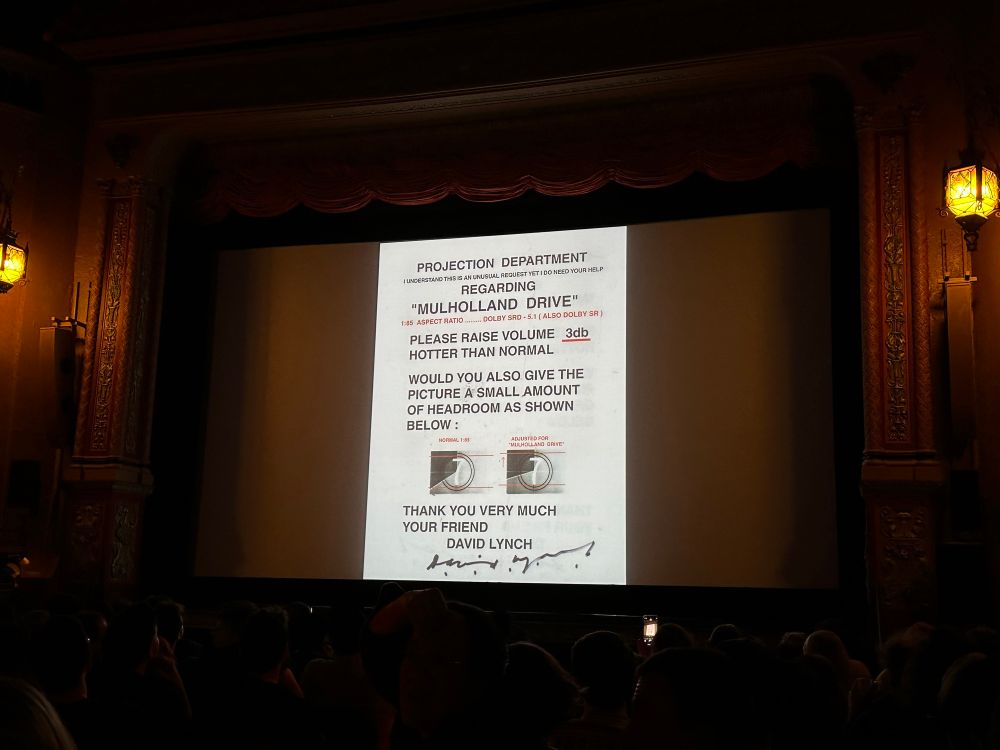 PROJECTION DEPARTMENT
I UNDERSTAND THIS IS AN UNUSUAL REQUEST YET I DO NEED YOUR HELP
REGARDING
"MULHOLLAND DRIVE"
1:85 ASPECT RATIO ........ DOLBY SRD - 5.1 ( ALSO DOLBY SR )
PLEASE RAISE VOLUME 3db
HOTTER THAN NORMAL
WOULD YOU ALSO GIVE THE
PICTURE A SMALL AMOUNT
OF HEADROOM AS SHOWN
BELOW :
NORMAL 1:85
ADJUSTED FOR
"MULHOLLAND DRIVE"
THANK YOU VERY MUCH
YOUR FRIEND
DAVID LYNCH
David Lynch